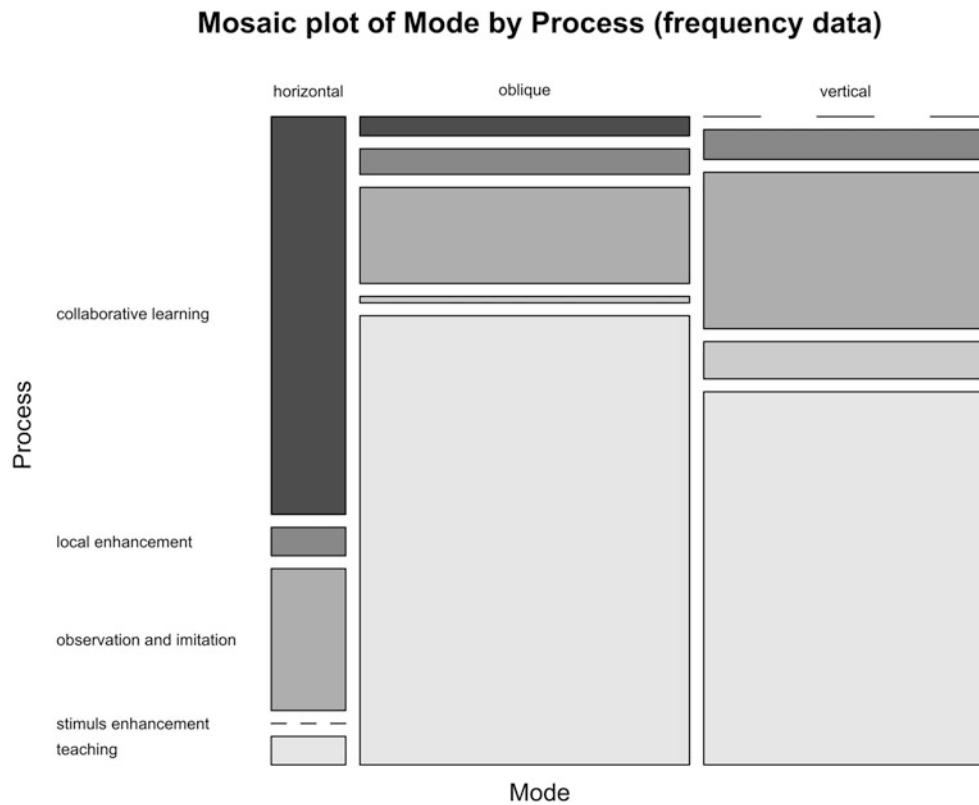 Mosaic plot of Mode by Process (frequency data)
horizontal oblique vertical
collaborative learning
Process
local enhancement
observation and imitation
stimuls enhancement
teaching
Mode